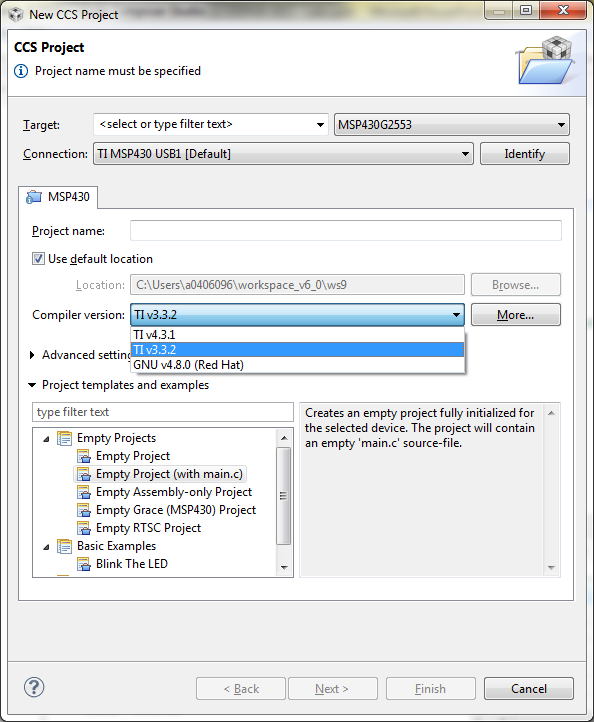 New CCS Project
CCS Project
Project name must be specified
Target: <select or type filter text> MSP430G2553
Connection: TI MSP430 USB1 [Default] Identify
MSP430
Project name:
Use default location
Location: C:\Users\a0406096\workspace_v6_0\ws9 Browse...
Compiler version: TI v3.3.2 More...
TI v4.3.1
Advanced settin TI v3.3.2
GNU v4.8.0 (Red Hat)
Project templates and examples
type filter text
Empty Projects
Empty Project
Empty Project (with main.c)
Empty Assembly-only Project
Empty Grace (MSP430) Project
Empty RTSC Project
Basic Examples
Blink The LED
Creates an empty project fully initialized for
the selected device. The project will contain
an empty 'main.c' source-file.
? < Back Next > Finish Cancel